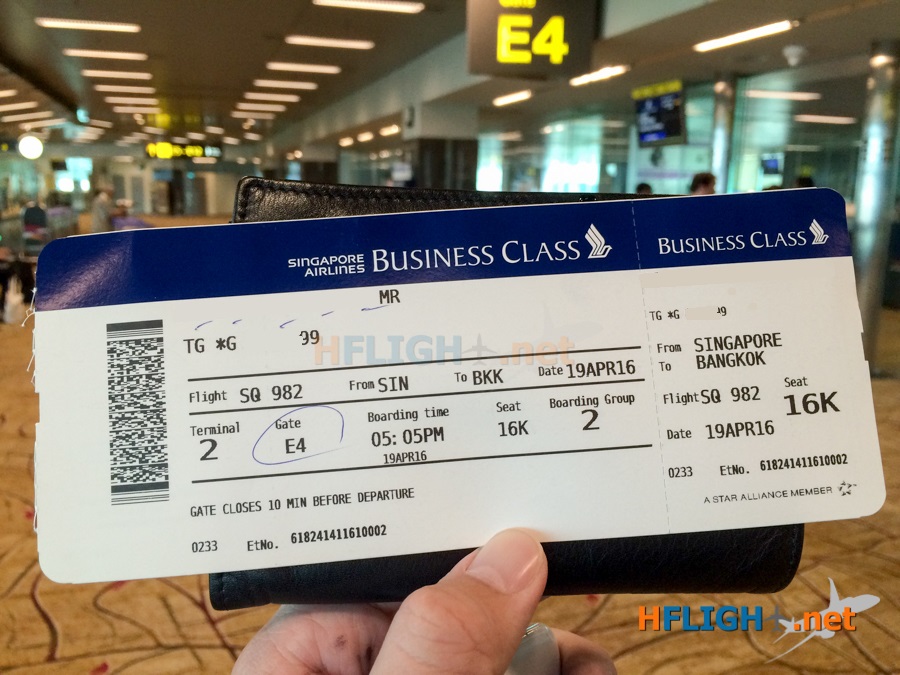 E4
SINGAPORE AIRLINES BUSINESS CLASS
MR
TG *G 99
Flight SQ 982 From SIN To BKK Date 19APR16
Terminal 2 Gate E4 Boarding time 05:05PM 19APR16 Seat 16K Boarding Group 2
GATE CLOSES 10 MIN BEFORE DEPARTURE
0233 EtNo. 618241411610002
BUSINESS CLASS
TG *G 99
From SINGAPORE
To BANGKOK
Flight SQ 982 Seat 16K
Date 19APR16
0233 EtNo. 618241411610002
A STAR ALLIANCE MEMBER
HFLIGHT.net
HFLIGHT.net